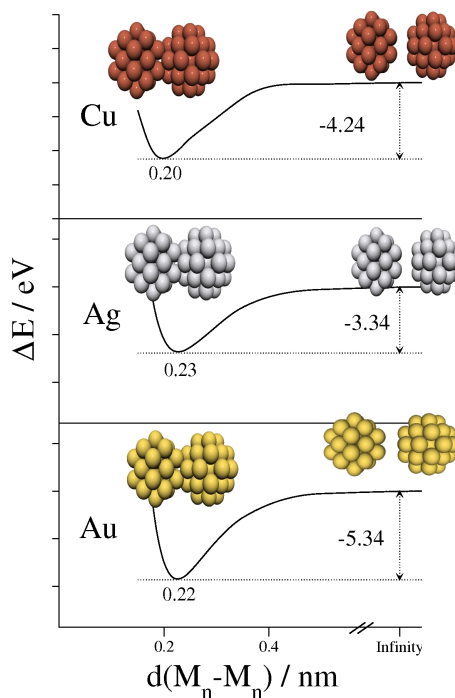 Cu
-4.24
0.20
ΔE / eV
Ag
-3.34
0.23
Au
-5.34
0.22
0.2 0.4 Infinity
d(Mn-Mn) / nm